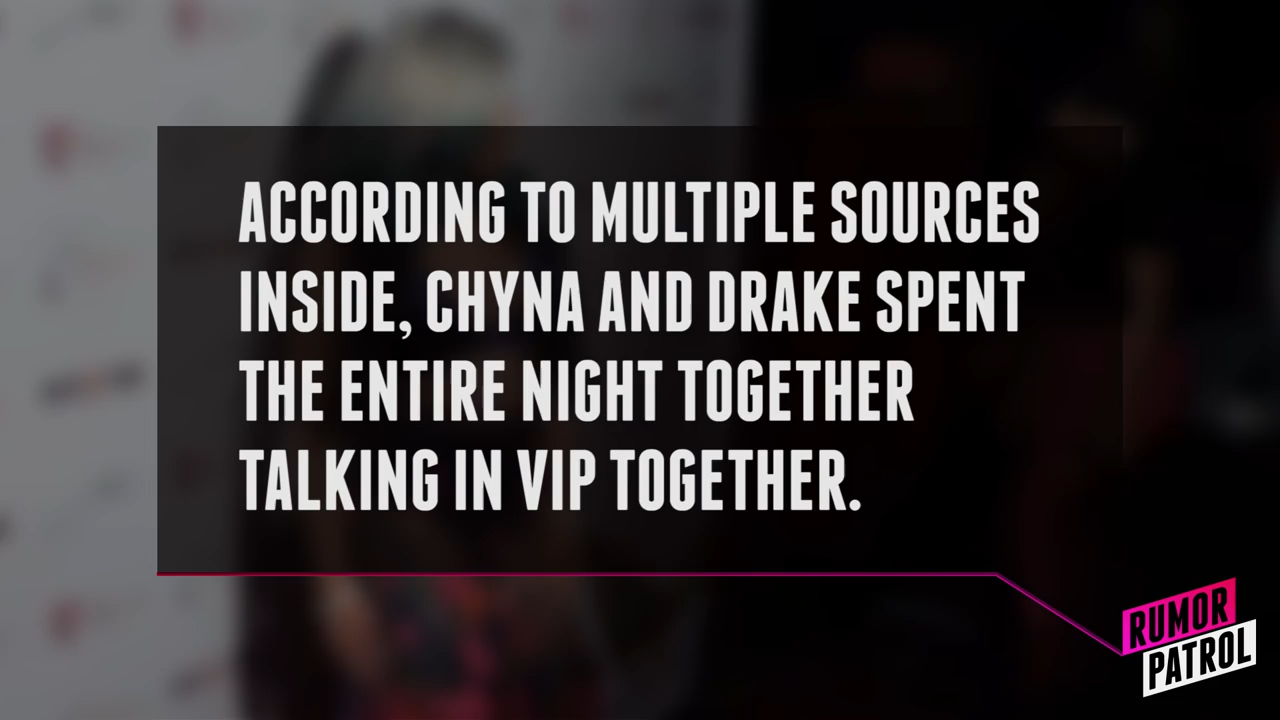 ACCORDING TO MULTIPLE SOURCES
INSIDE, CHYNA AND DRAKE SPENT
THE ENTIRE NIGHT TOGETHER
TALKING IN VIP TOGETHER.
RUMOR
PATROL